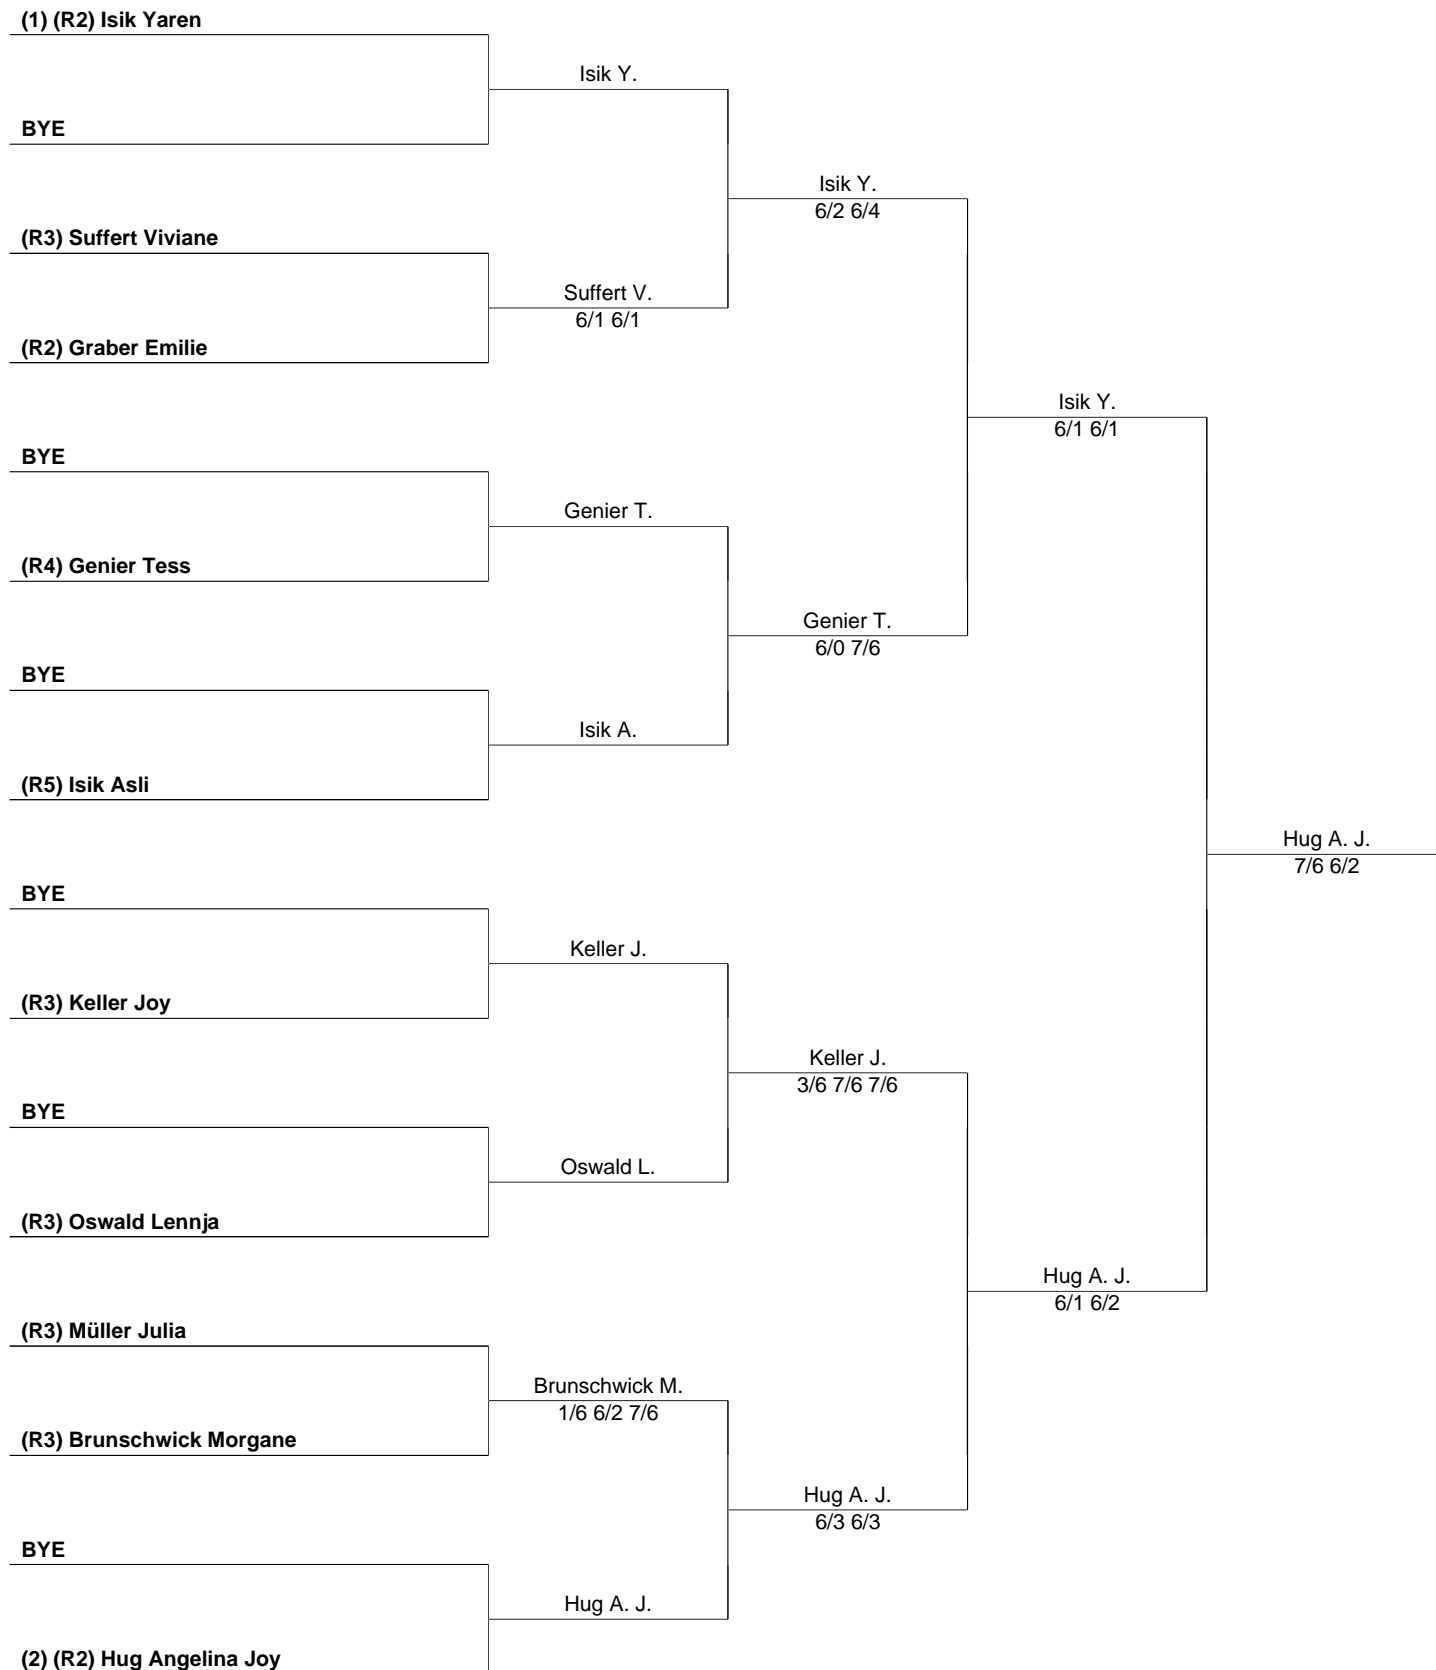 (1) (R2) Isik Yaren
Isik Y.
BYE
Isik Y.
6/2 6/4
(R3) Suffert Viviane
Suffert V.
6/1 6/1
(R2) Graber Emilie
Isik Y.
6/1 6/1
BYE
Genier T.
(R4) Genier Tess
Genier T.
6/0 7/6
BYE
Isik A.
(R5) Isik Asli
Hug A. J.
7/6 6/2
BYE
Keller J.
(R3) Keller Joy
Keller J.
3/6 7/6 7/6
BYE
Oswald L.
(R3) Oswald Lennja
Hug A. J.
6/1 6/2
(R3) Müller Julia
Brunschwick M.
1/6 6/2 7/6
(R3) Brunschwick Morgane
Hug A. J.
6/3 6/3
BYE
Hug A. J.
(2) (R2) Hug Angelina Joy